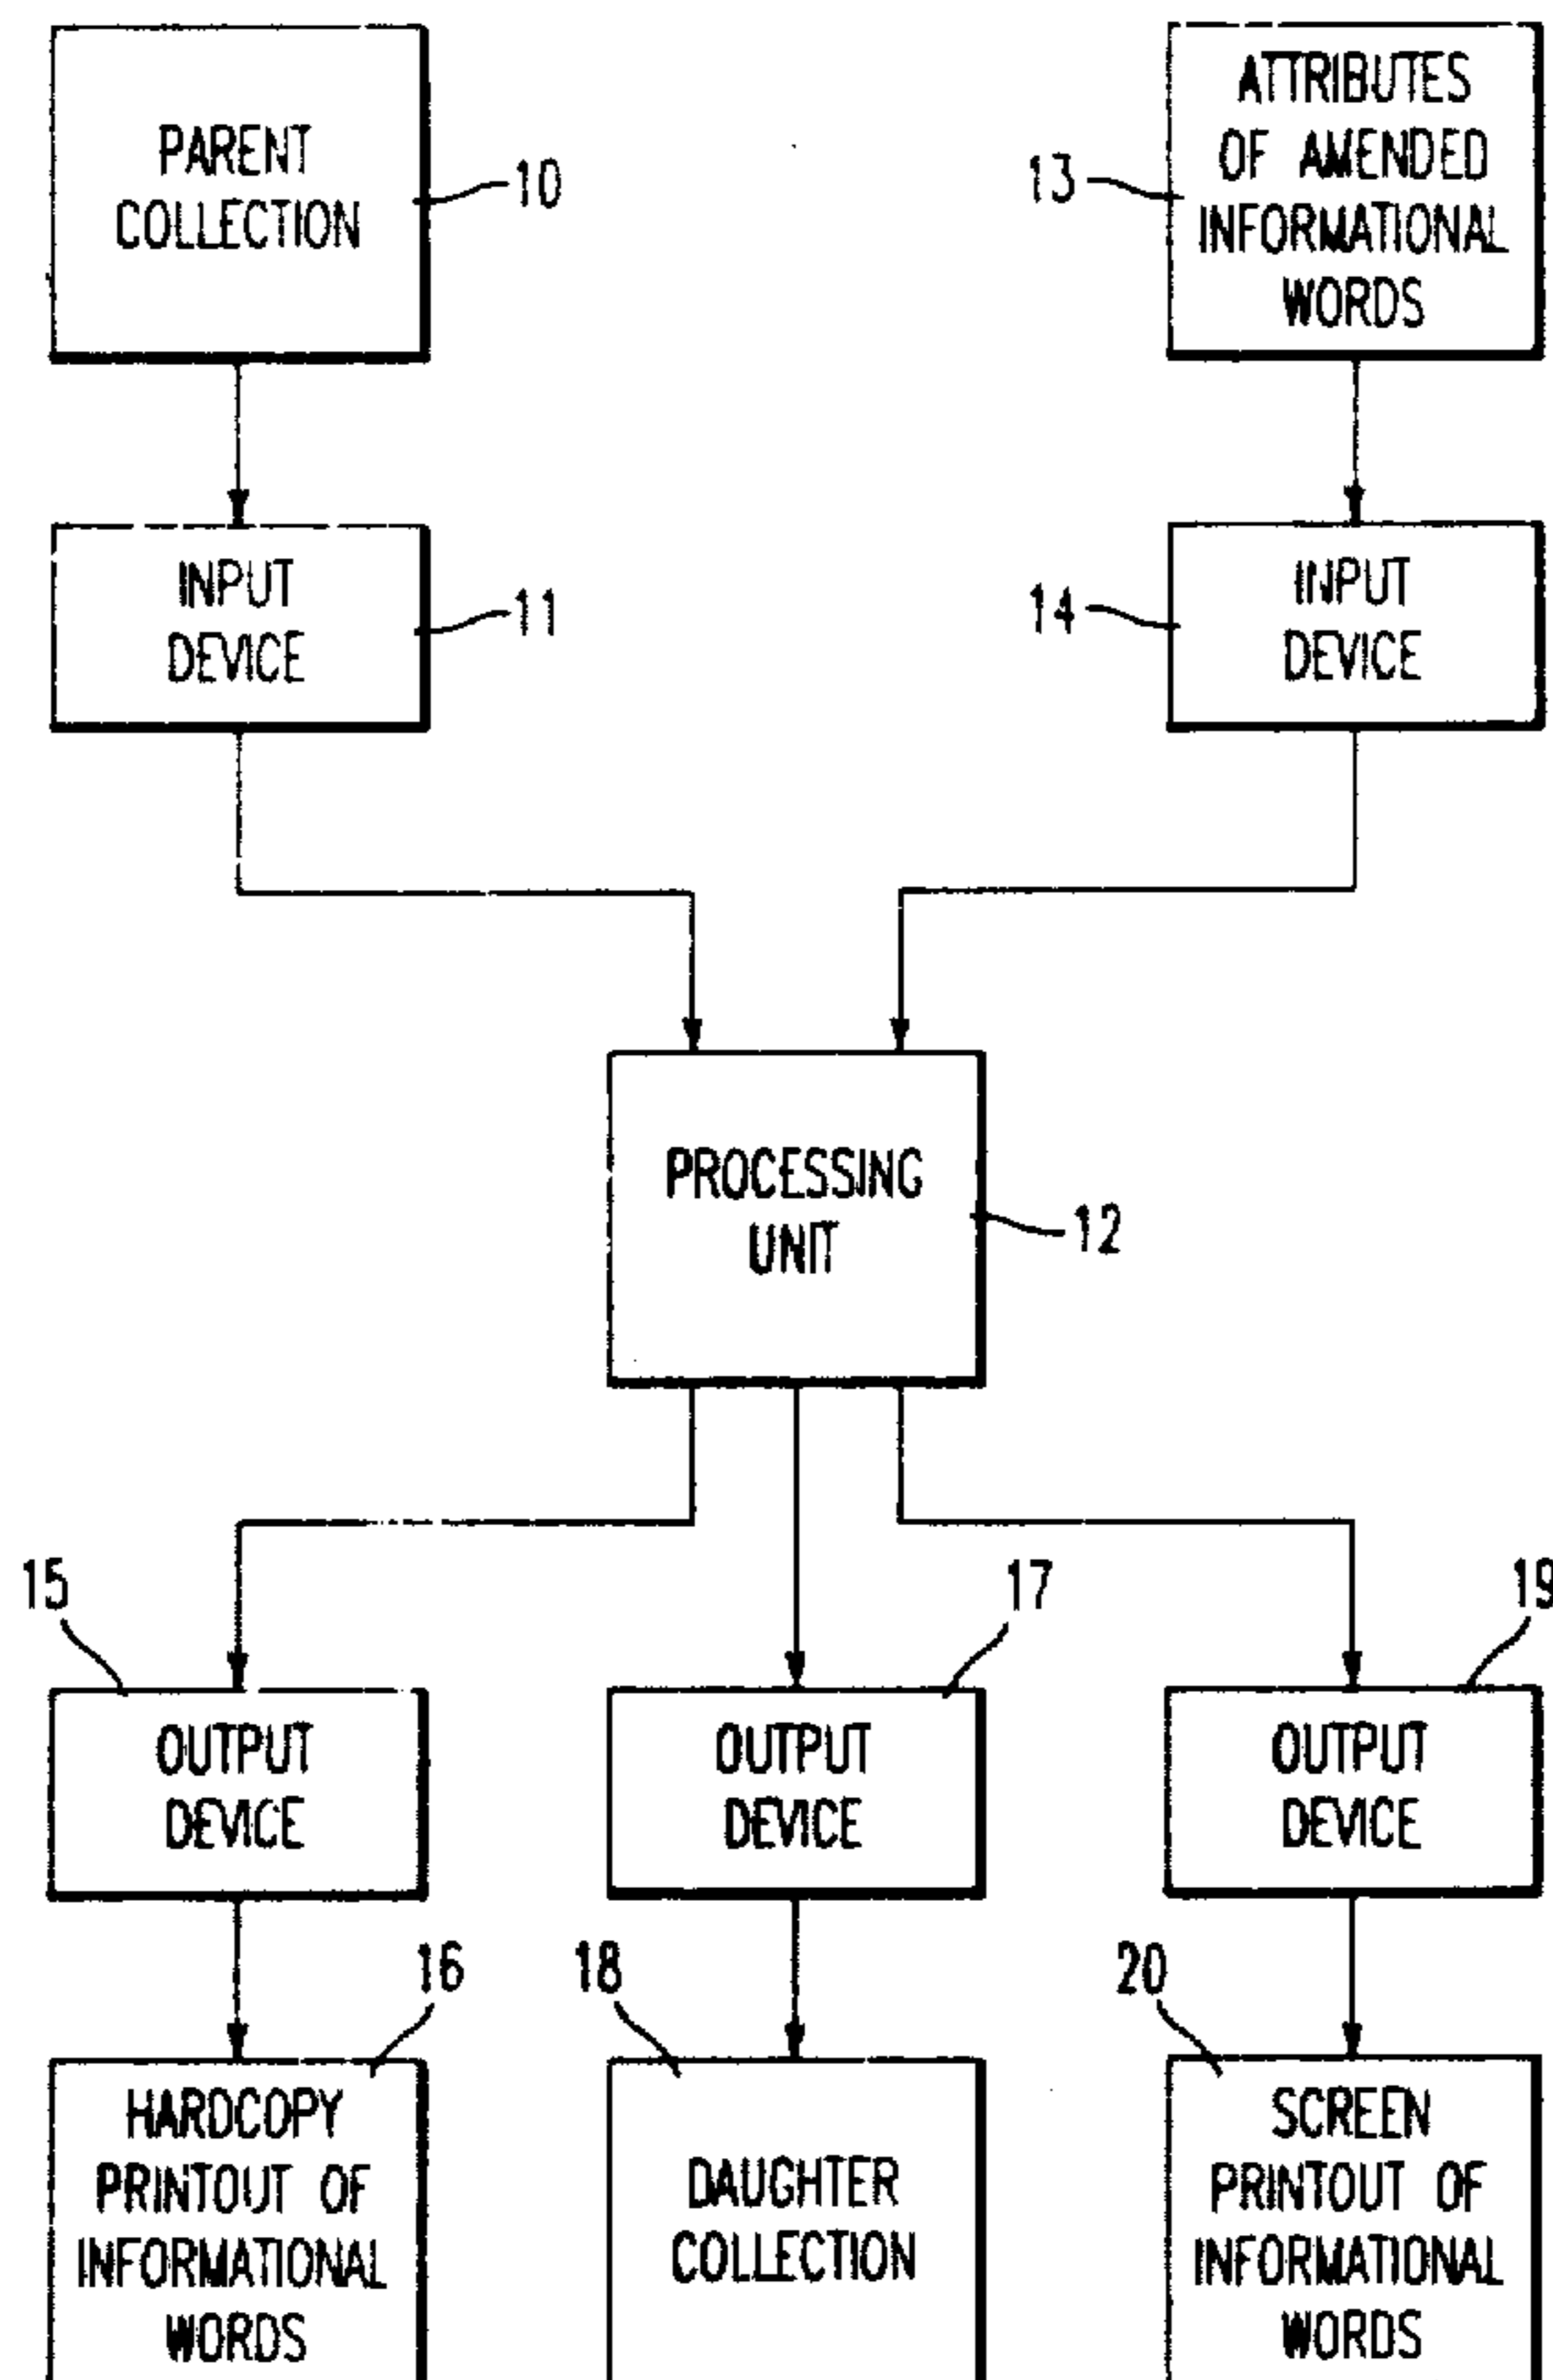 PARENT
COLLECTION
10
ATTRIBUTES
OF AMENDED
INFORMATIONAL
WORDS
13
INPUT
DEVICE
11
INPUT
DEVICE
14
PROCESSING
UNIT
12
15
OUTPUT
DEVICE
17
OUTPUT
DEVICE
19
OUTPUT
DEVICE
16
HARDCOPY
PRINTOUT OF
INFORMATIONAL
WORDS
18
DAUGHTER
COLLECTION
20
SCREEN
PRINTOUT OF
INFORMATIONAL
WORDS